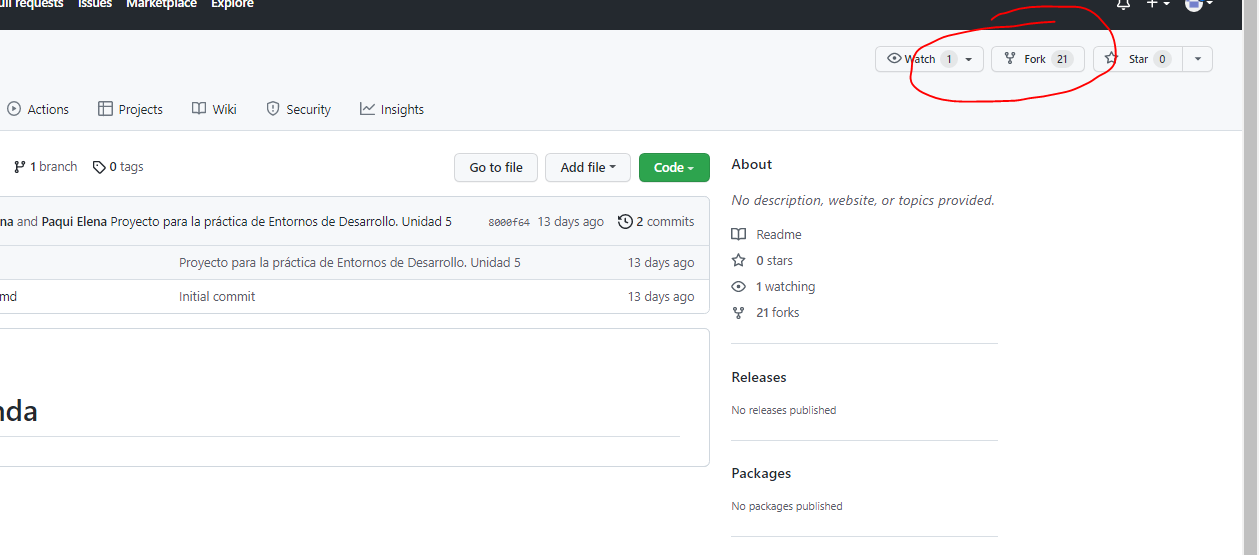 ull requests Issues Marketplace Explore
Watch 1 Fork 21 Star 0
Actions Projects Wiki Security Insights
1 branch 0 tags Go to file Add file Code
About
No description, website, or topics provided.
na and Paqui Elena Proyecto para la práctica de Entornos de Desarrollo. Unidad 5 8000f64 13 days ago 2 commits
Readme
Proyecto para la práctica de Entornos de Desarrollo. Unidad 5 13 days ago
0 stars
1 watching
md Initial commit 13 days ago
21 forks
Releases
nda
No releases published
Packages
No packages published